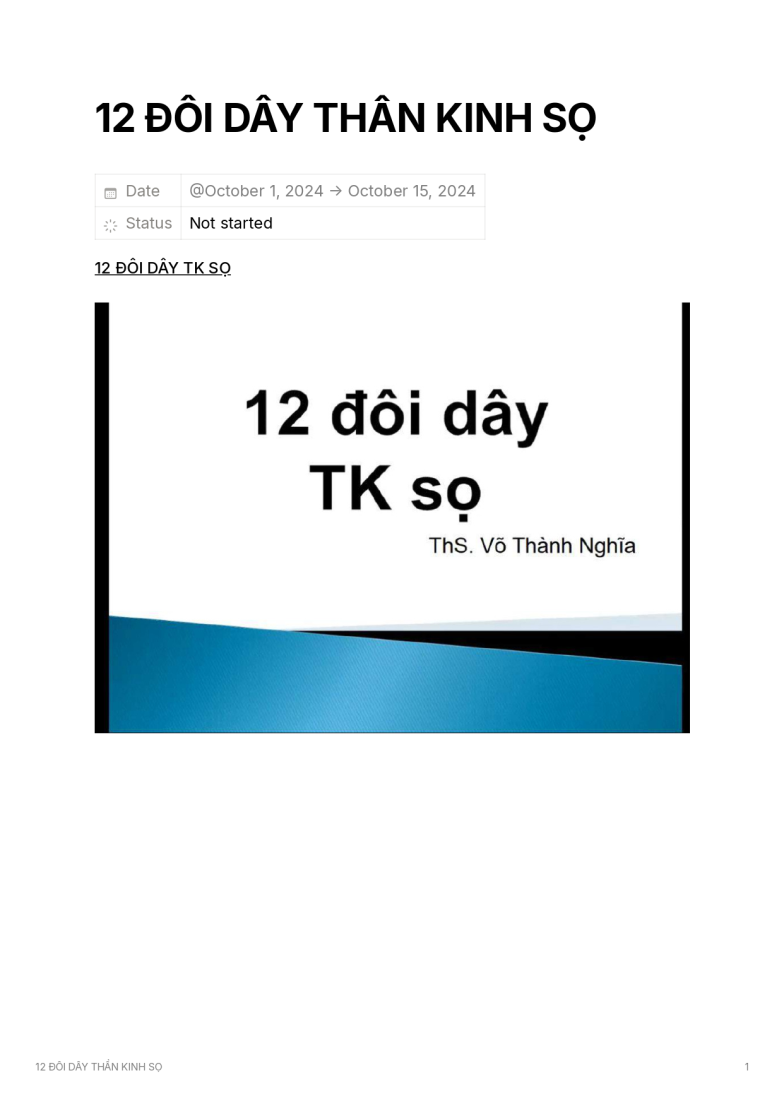 12 ĐÔI DÂY THÂN KINH SỌ
Date @October 1, 2024 → October 15, 2024
Status Not started
12 ĐÔI DÂY TK SỌ
12 đôi dây
TK sọ
ThS. Võ Thành Nghĩa
12 ĐÔI DÂY THẦN KINH SỌ 1